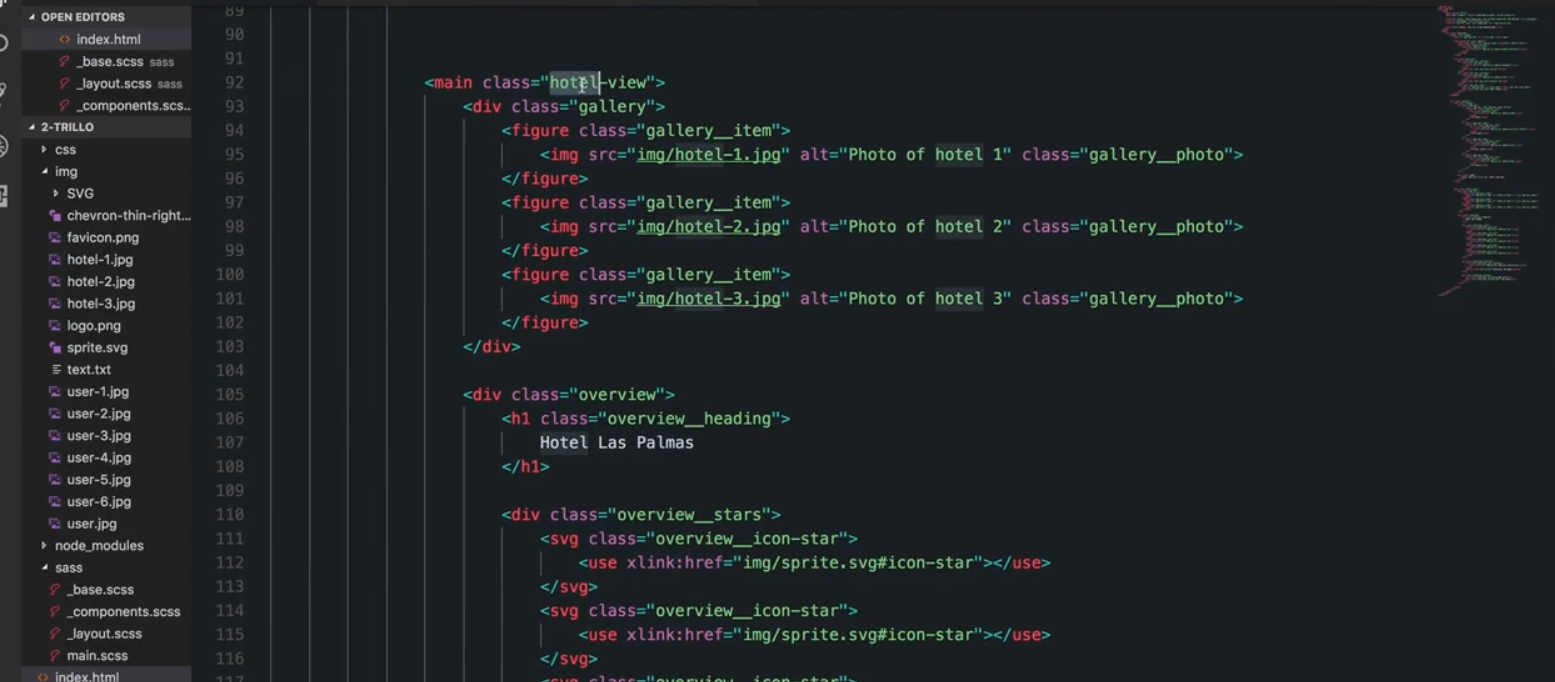 OPEN EDITORS
index.html
_base.scss sass
_layout.scss sass
_components.scs...
2-TRILLO
css
img
SVG
chevron-thin-right...
favicon.png
hotel-1.jpg
hotel-2.jpg
hotel-3.jpg
logo.png
sprite.svg
text.txt
user-1.jpg
user-2.jpg
user-3.jpg
user-4.jpg
user-5.jpg
user-6.jpg
user.jpg
node_modules
sass
_base.scss
_components.scss
_layout.scss
main.scss
index.html
89
90
91
92 <main class="hotel-view">
93 <div class="gallery">
94 <figure class="gallery__item">
95 <img src="img/hotel-1.jpg" alt="Photo of hotel 1" class="gallery__photo">
96 </figure>
97 <figure class="gallery__item">
98 <img src="img/hotel-2.jpg" alt="Photo of hotel 2" class="gallery__photo">
99 </figure>
100 <figure class="gallery__item">
101 <img src="img/hotel-3.jpg" alt="Photo of hotel 3" class="gallery__photo">
102 </figure>
103 </div>
104
105 <div class="overview">
106 <h1 class="overview__heading">
107 Hotel Las Palmas
108 </h1>
109
110 <div class="overview__stars">
111 <svg class="overview__icon-star">
112 <use xlink:href="img/sprite.svg#icon-star"></use>
113 </svg>
114 <svg class="overview__icon-star">
115 <use xlink:href="img/sprite.svg#icon-star"></use>
116 </svg>
117 <svg class="overview__icon-star">